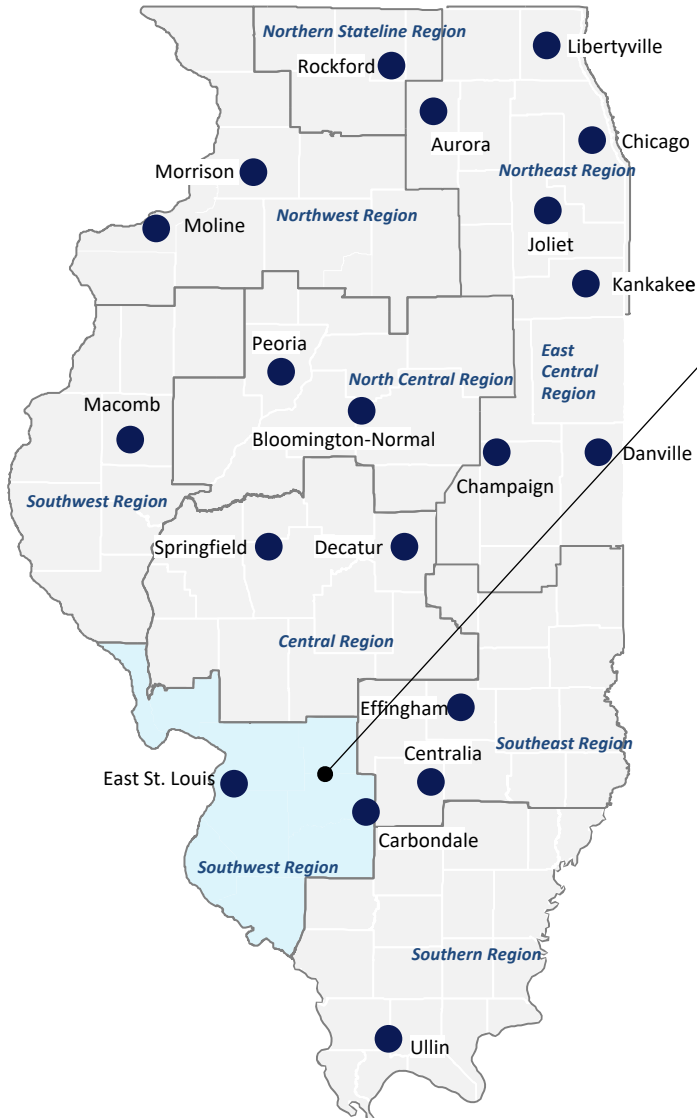 Northern Stateline Region
Libertyville
Rockford
Aurora
Chicago
Morrison
Northeast Region
Northwest Region
Moline
Joliet
Kankakee
Peoria
East
Central
Region
North Central Region
Macomb
Bloomington-Normal
Danville
Champaign
Southwest Region
Springfield
Decatur
Central Region
Effingham
Southeast Region
Centralia
East St. Louis
Carbondale
Southwest Region
Southern Region
Ullin